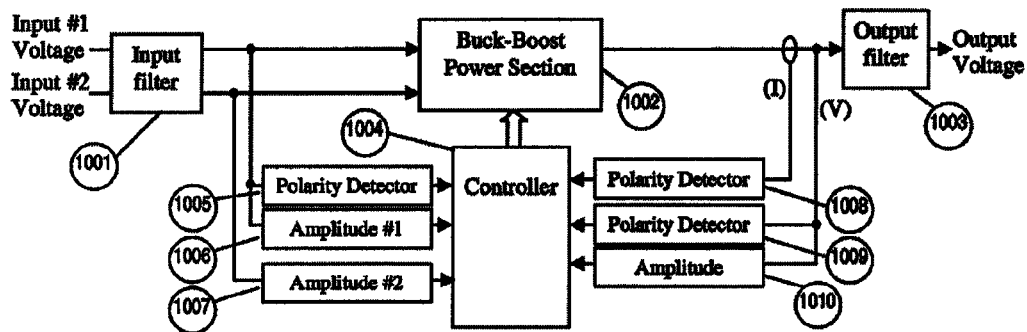 Input #1
Voltage
Input #2
Voltage
Input
filter
1001
Buck-Boost
Power Section
1002
(I)
(V)
Output
filter
1003
Output
Voltage
1004
Controller
Polarity Detector
1005
Amplitude #1
1006
Amplitude #2
1007
Polarity Detector
1008
Polarity Detector
1009
Amplitude
1010